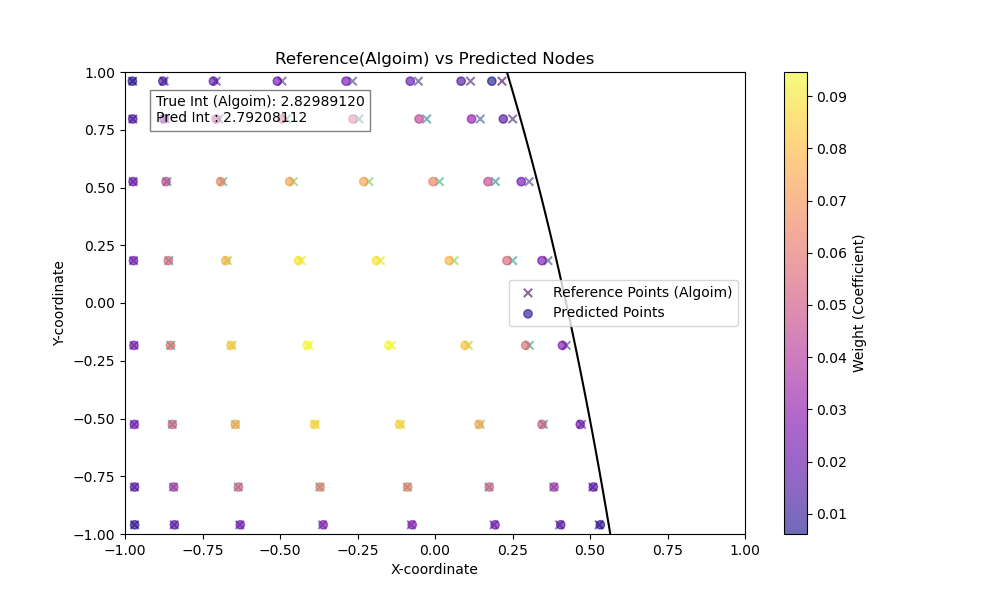 Reference(Algoim) vs Predicted Nodes
True Int (Algoim): 2.82989120
Pred Int : 2.79208112
Reference Points (Algoim)
Predicted Points
Y-coordinate
1.00
0.75
0.50
0.25
0.00
−0.25
−0.50
−0.75
−1.00
−1.00 −0.75 −0.50 −0.25 0.00 0.25 0.50 0.75 1.00
X-coordinate
0.09
0.08
0.07
0.06
0.05
0.04
0.03
0.02
0.01
Weight (Coefficient)